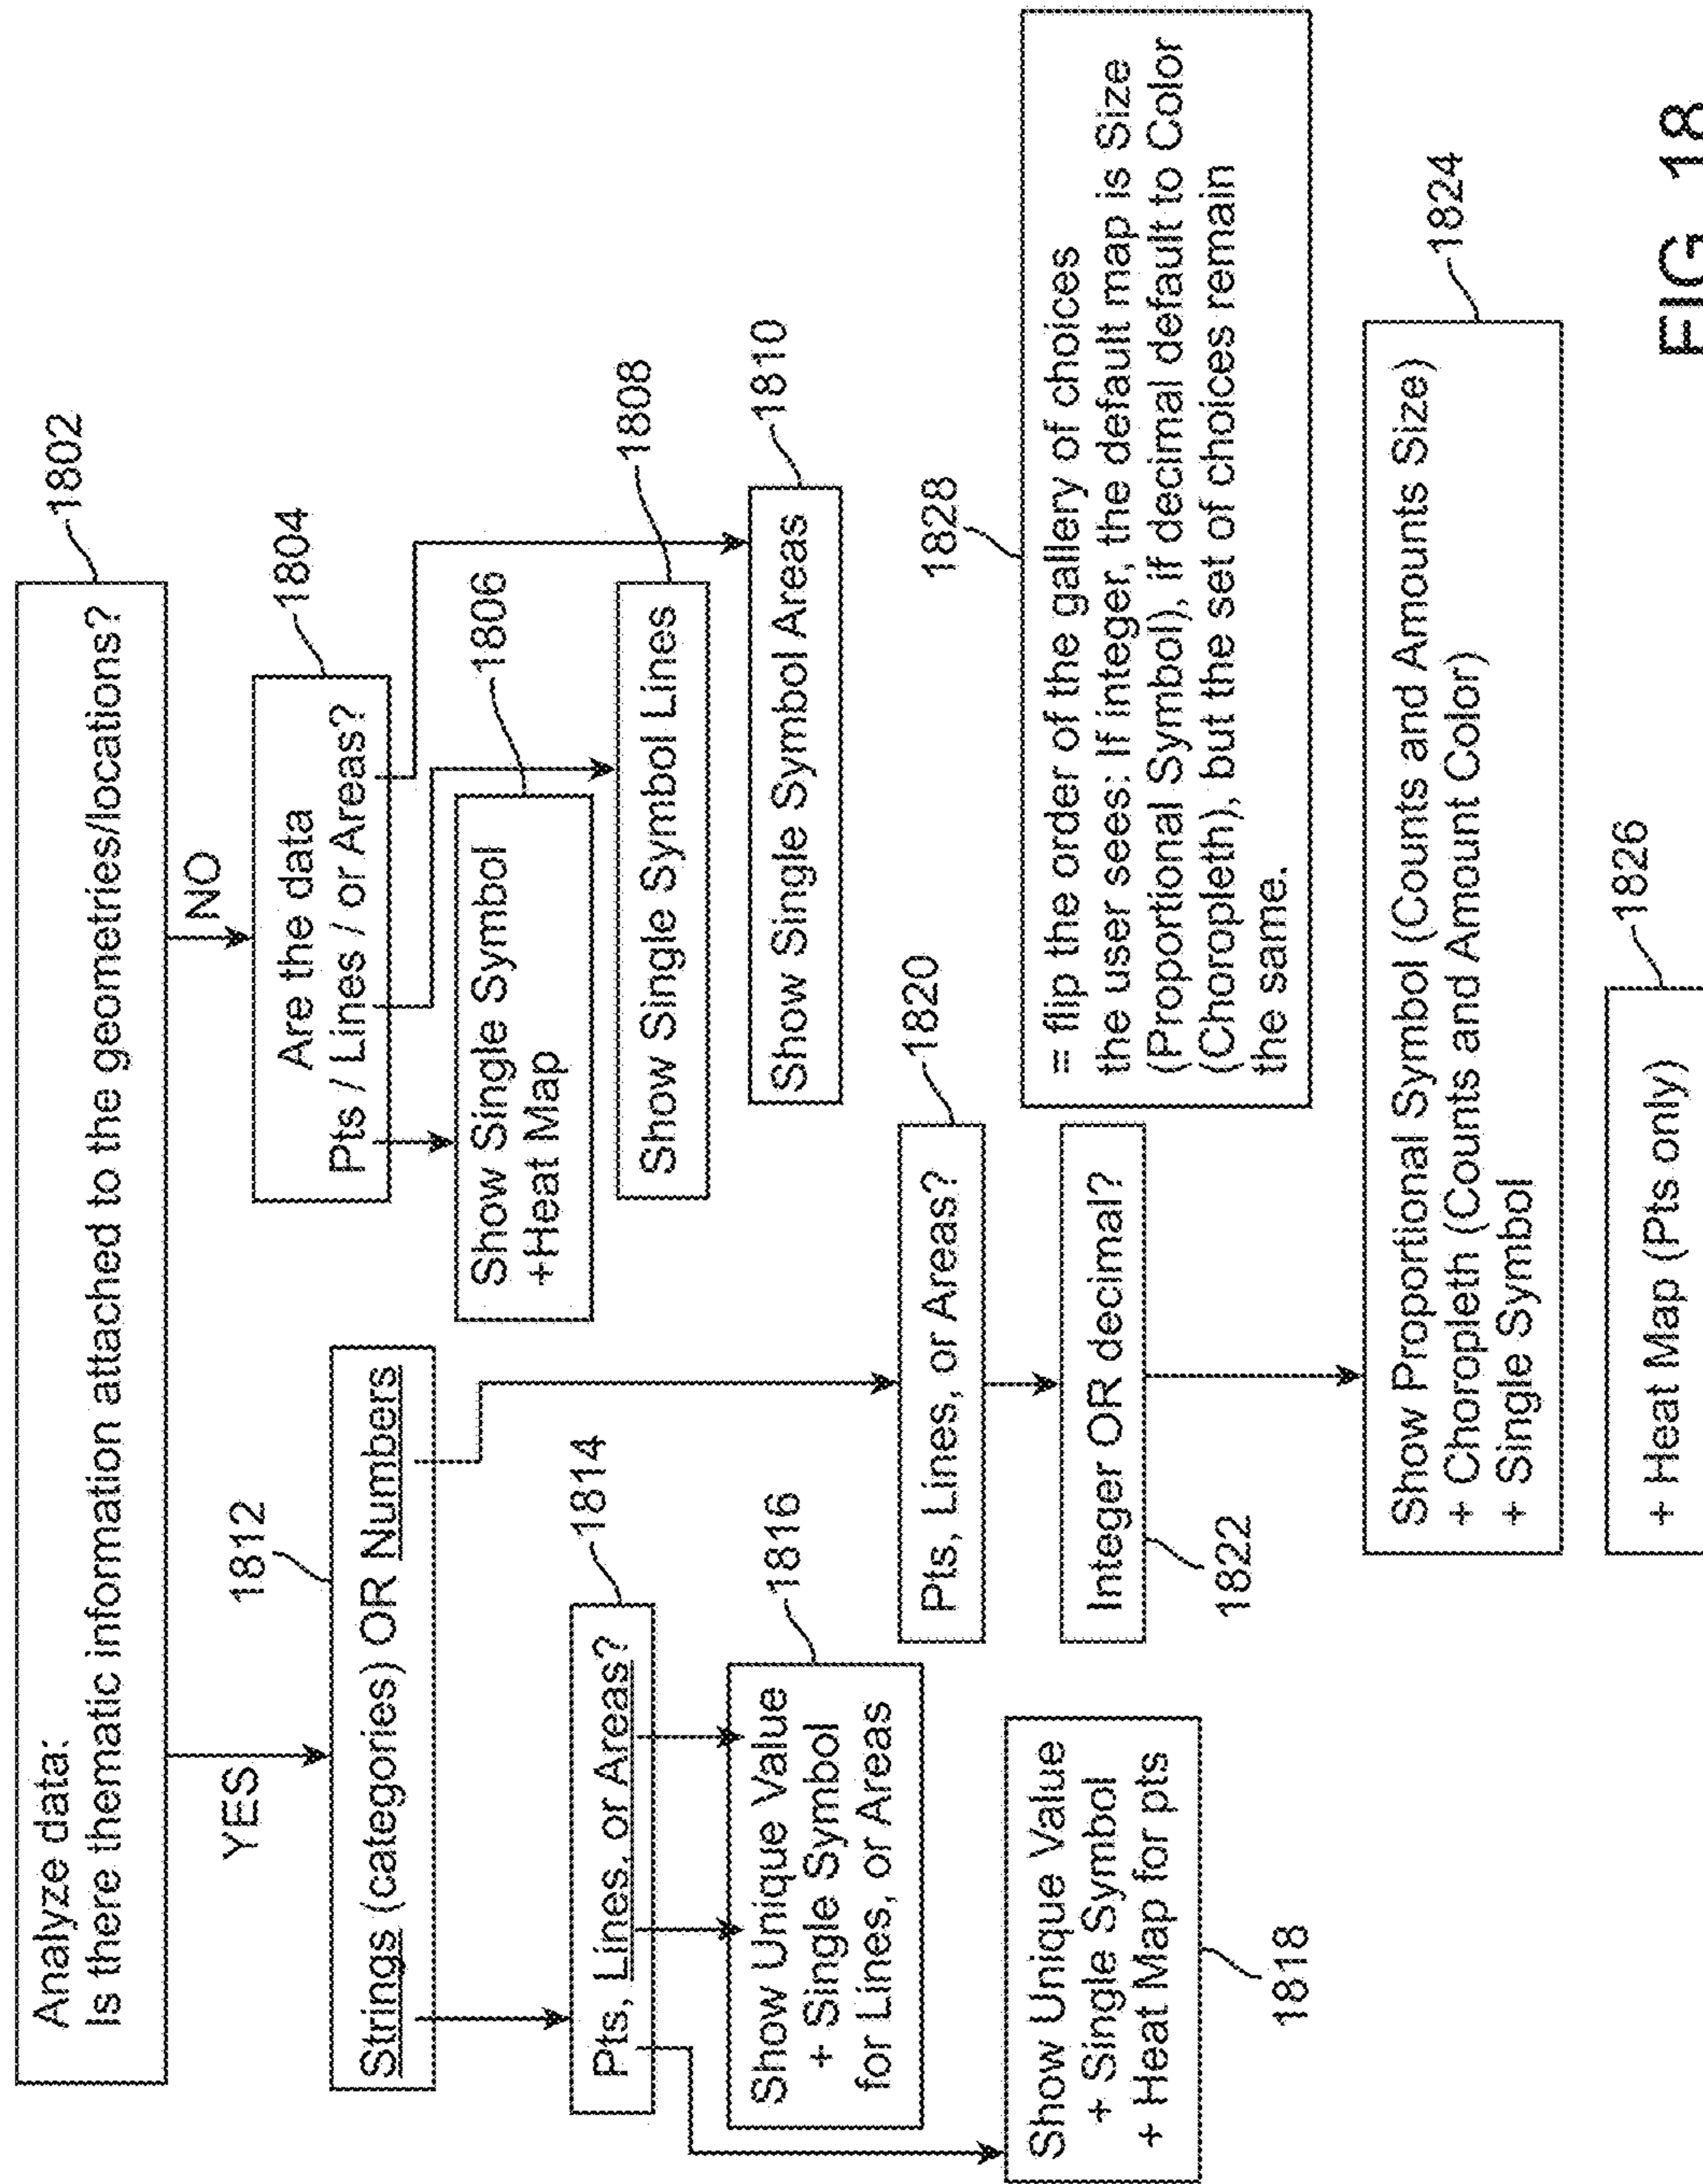 Analyze data:
Is there thematic information attached to the geometries/locations?
1802
YES
NO
1812
Strings (categories) OR Numbers
1804
Are the data
Pts / Lines / or Areas?
1806
Show Single Symbol
+Heat Map
1808
Show Single Symbol Lines
1810
Show Single Symbol Areas
1814
Pts, Lines, or Areas?
1816
Show Unique Value
+ Single Symbol
for Lines, or Areas
Show Unique Value
+ Single Symbol
+ Heat Map for pts
1818
1820
Pts, Lines, or Areas?
Integer OR decimal?
1822
1828
= flip the order of the gallery of choices
the user sees: If integer, the default map is Size
(Proportional Symbol), if decimal default to Color
(Choropleth), but the set of choices remain
the same.
1824
Show Proportional Symbol (Counts and Amounts Size)
+ Choropleth (Counts and Amount Color)
+ Single Symbol
1826
+ Heat Map (Pts only)
FIG. 18